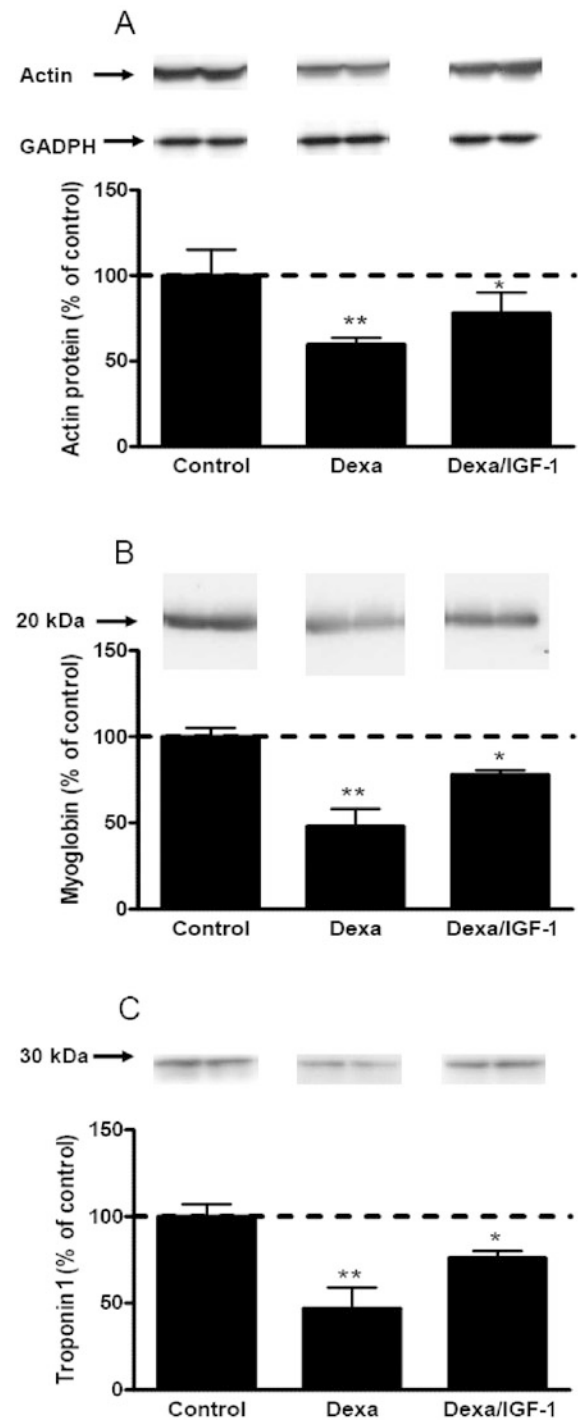 A
Actin
GADPH
Actin protein (% of control)
150
100
50
0
**
*
Control Dexa Dexa/IGF-1
B
20 kDa
Myoglobin (% of control)
150
100
50
0
**
*
Control Dexa Dexa/IGF-1
C
30 kDa
Troponin 1 (% of control)
150
100
50
0
**
*
Control Dexa Dexa/IGF-1